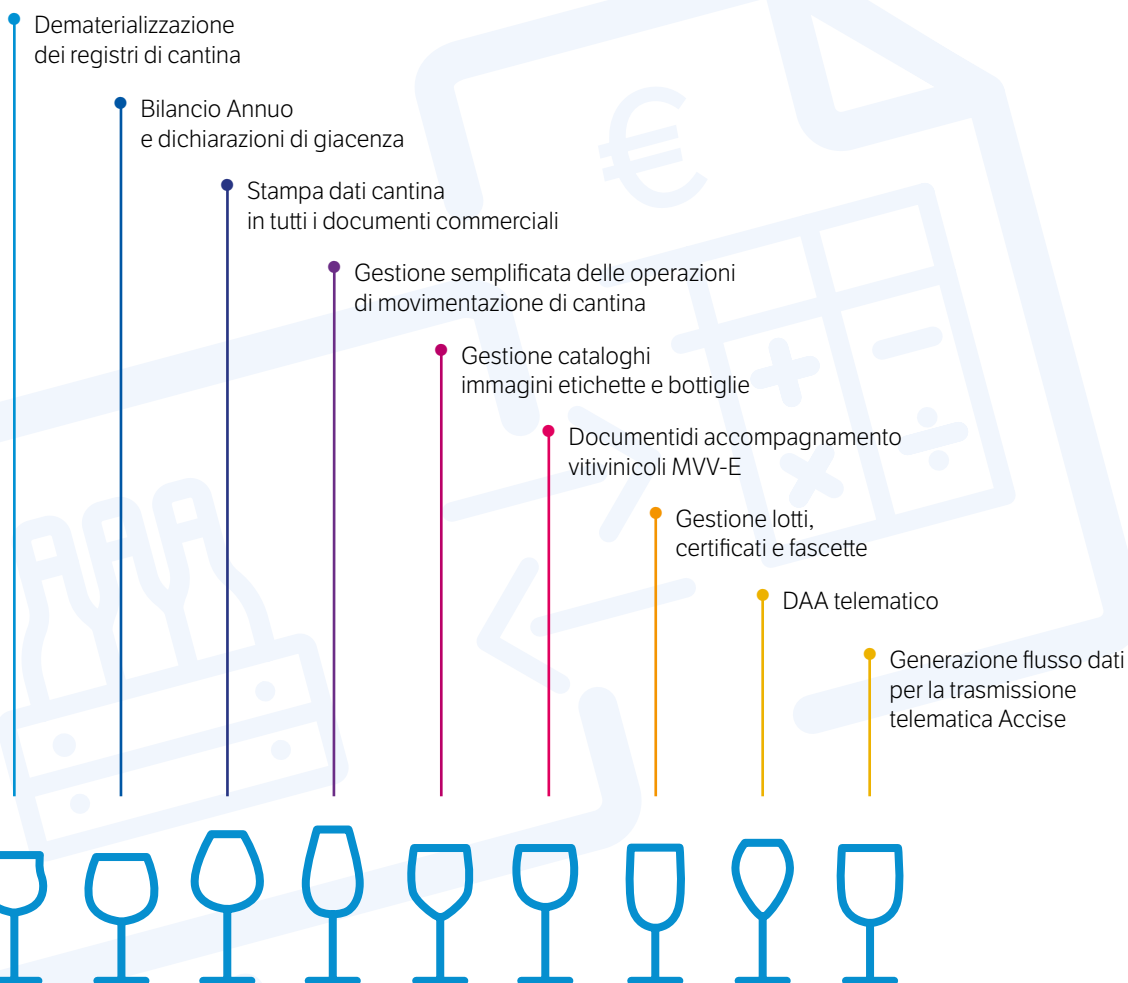 Dematerializzazione
dei registri di cantina
Bilancio Annuo
e dichiarazioni di giacenza
Stampa dati cantina
in tutti i documenti commerciali
Gestione semplificata delle operazioni
di movimentazione di cantina
Gestione cataloghi
immagini etichette e bottiglie
Documentidi accompagnamento
vitivinicoli MVV-E
Gestione lotti,
certificati e fascette
DAA telematico
Generazione flusso dati
per la trasmissione
telematica Accise
€